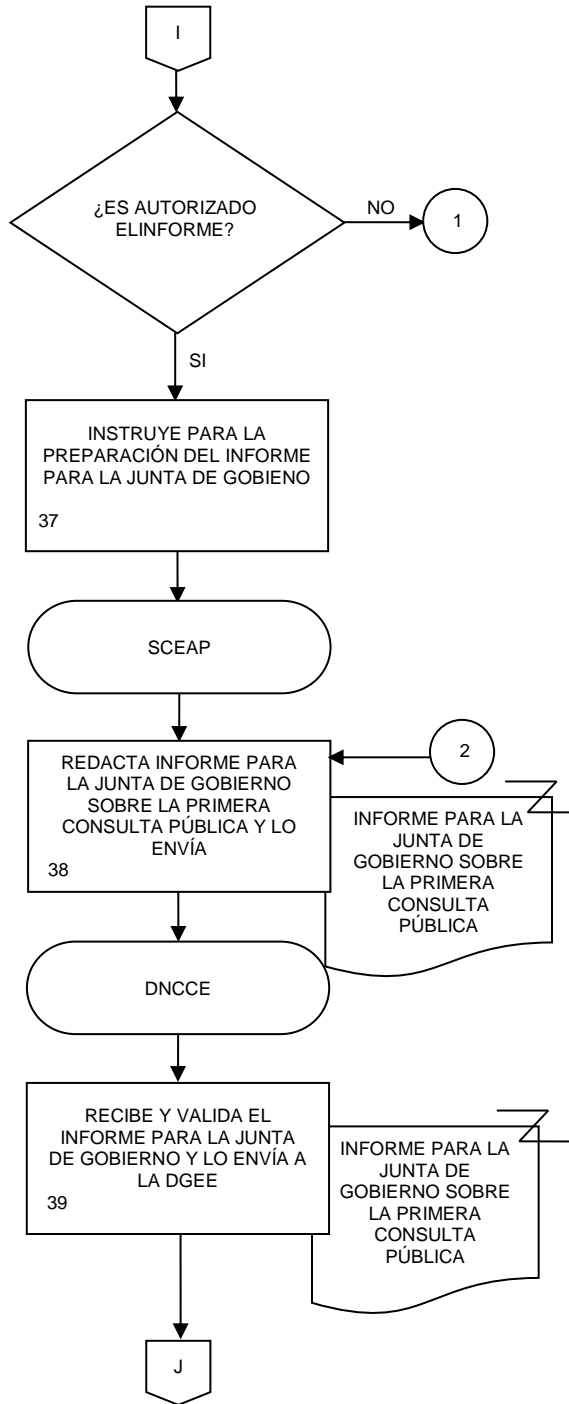 I
¿ES AUTORIZADO
ELINFORME?
NO
1
SI
INSTRUYE PARA LA
PREPARACIÓN DEL INFORME
PARA LA JUNTA DE GOBIENO
37
SCEAP
REDACTA INFORME PARA
LA JUNTA DE GOBIERNO
SOBRE LA PRIMERA
CONSULTA PÚBLICA Y LO
ENVÍA
38
2
INFORME PARA LA
JUNTA DE
GOBIERNO SOBRE
LA PRIMERA
CONSULTA
PÚBLICA
DNCCE
RECIBE Y VALIDA EL
INFORME PARA LA JUNTA
DE GOBIERNO Y LO ENVÍA A
LA DGEE
39
INFORME PARA LA
JUNTA DE
GOBIERNO SOBRE
LA PRIMERA
CONSULTA
PÚBLICA
J